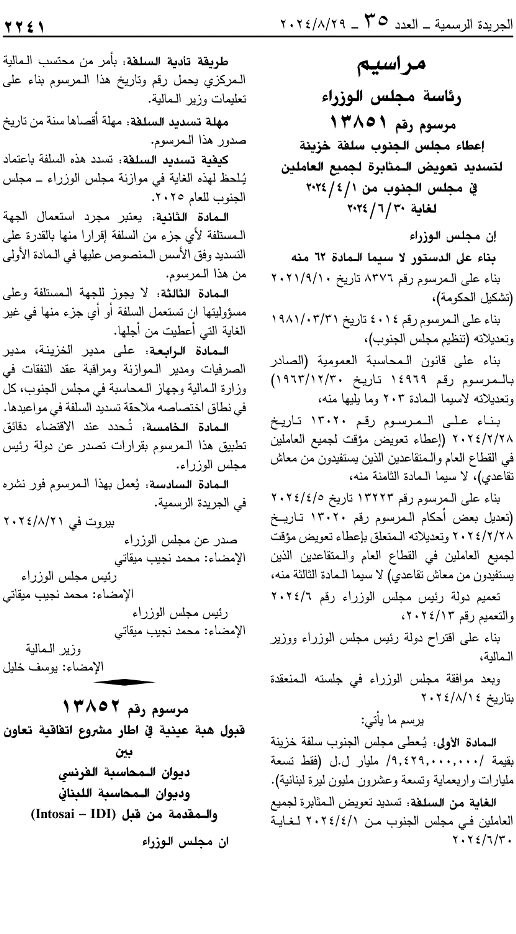 الجريدة الرسمية ــ العدد ٣٥ ــ ٢٠٢٤/٨/٢٩
٢٢٤١
مراسيم
رئاسة مجلس الوزراء
مرسوم رقم ١٣٨٥١
إعطاء مجلس الجنوب سلفة خزينة
لتسديد تعويض المثابرة لجميع العاملين
في مجلس الجنوب من ٢٠٢٤/٤/١
لغاية ٢٠٢٤/٦/٣٠
إن مجلس الوزراء
بناء على الدستور لا سيما المادة ٦٢ منه
بناء على المرسوم رقم ٨٣٧٦ تاريخ ٢٠٢١/٩/١٠
(تشكيل الحكومة)،
بناء على المرسوم رقم ٤٠١٤ تاريخ ١٩٨١/٠٣/٣١
وتعديلاته (تنظيم مجلس الجنوب)،
بناء على قانون المحاسبة العمومية (الصادر
بالمرسوم رقم ١٤٩٦٩ تاريخ ١٩٦٣/١٢/٣٠)
وتعديلاته لاسيما المادة ٢٠٣ وما يليها منه،
بناء على المرسوم رقم ١٣٠٢٠ تاريخ
٢٠٢٤/٢/٢٨ (إعطاء تعويض مؤقت لجميع العاملين
في القطاع العام والمتقاعدين الذين يستفيدون من معاش
تقاعدي)، لا سيما المادة الثامنة منه،
بناء على المرسوم رقم ١٣٢٢٣ تاريخ ٢٠٢٤/٤/٥
(تعديل بعض أحكام المرسوم رقم ١٣٠٢٠ تاريخ
٢٠٢٤/٢/٢٨ وتعديلاته المتعلق بإعطاء تعويض مؤقت
لجميع العاملين في القطاع العام والمتقاعدين الذين
يستفيدون من معاش تقاعدي) لا سيما المادة الثالثة منه،
تعميم دولة رئيس مجلس الوزراء رقم ٢٠٢٤/٦
والتعميم رقم ٢٠٢٤/١٣،
بناء على اقتراح دولة رئيس مجلس الوزراء ووزير
المالية،
وبعد موافقة مجلس الوزراء في جلسته المنعقدة
بتاريخ ٢٠٢٤/٨/١٤
يرسم ما يأتي:
المادة الأولى: يُعطى مجلس الجنوب سلفة خزينة
بقيمة /٩,٤٢٩,٠٠٠,٠٠٠/ مليار ل.ل (فقط تسعة
مليارات واربعماية وتسعة وعشرون مليون ليرة لبنانية).
الغاية من السلفة: تسديد تعويض المثابرة لجميع
العاملين في مجلس الجنوب من ٢٠٢٤/٤/١ لغاية
٢٠٢٤/٦/٣٠
طريقة تأدية السلفة: بأمر من محتسب المالية
المركزي يحمل رقم وتاريخ هذا المرسوم بناء على
تعليمات وزير المالية.
مهلة تسديد السلفة: مهلة أقصاها سنة من تاريخ
صدور هذا المرسوم.
كيفية تسديد السلفة: تسدد هذه السلفة باعتماد
يُلحظ لهذه الغاية في موازنة مجلس الوزراء ــ مجلس
الجنوب للعام ٢٠٢٥.
المادة الثانية: يعتبر مجرد استعمال الجهة
المستلفة لأي جزء من السلفة إقرارا منها بالقدرة على
التسديد وفق الأسس المنصوص عليها في المادة الأولى
من هذا المرسوم.
المادة الثالثة: لا يجوز للجهة المستلفة وعلى
مسؤوليتها ان تستعمل السلفة أو أي جزء منها في غير
الغاية التي أعطيت من أجلها.
المادة الرابعة: على مدير الخزينة، مدير
الصرفيات ومدير الموازنة ومراقبة عقد النفقات في
وزارة المالية وجهاز المحاسبة في مجلس الجنوب، كل
في نطاق اختصاصه ملاحقة تسديد السلفة في مواعيدها.
المادة الخامسة: تُحدد عند الاقتضاء دقائق
تطبيق هذا المرسوم بقرارات تصدر عن دولة رئيس
مجلس الوزراء.
المادة السادسة: يُعمل بهذا المرسوم فور نشره
في الجريدة الرسمية.
بيروت في ٢٠٢٤/٨/٢١
صدر عن مجلس الوزراء
الإمضاء: محمد نجيب ميقاتي
رئيس مجلس الوزراء
الإمضاء: محمد نجيب ميقاتي
رئيس مجلس الوزراء
الإمضاء: محمد نجيب ميقاتي
وزير المالية
الإمضاء: يوسف خليل
مرسوم رقم ١٣٨٥٢
قبول هبة عينية في اطار مشروع اتفاقية تعاون
بين
ديوان المحاسبة الفرنسي
وديوان المحاسبة اللبناني
والمقدمة من قبل (Intosai – IDI)
ان مجلس الوزراء